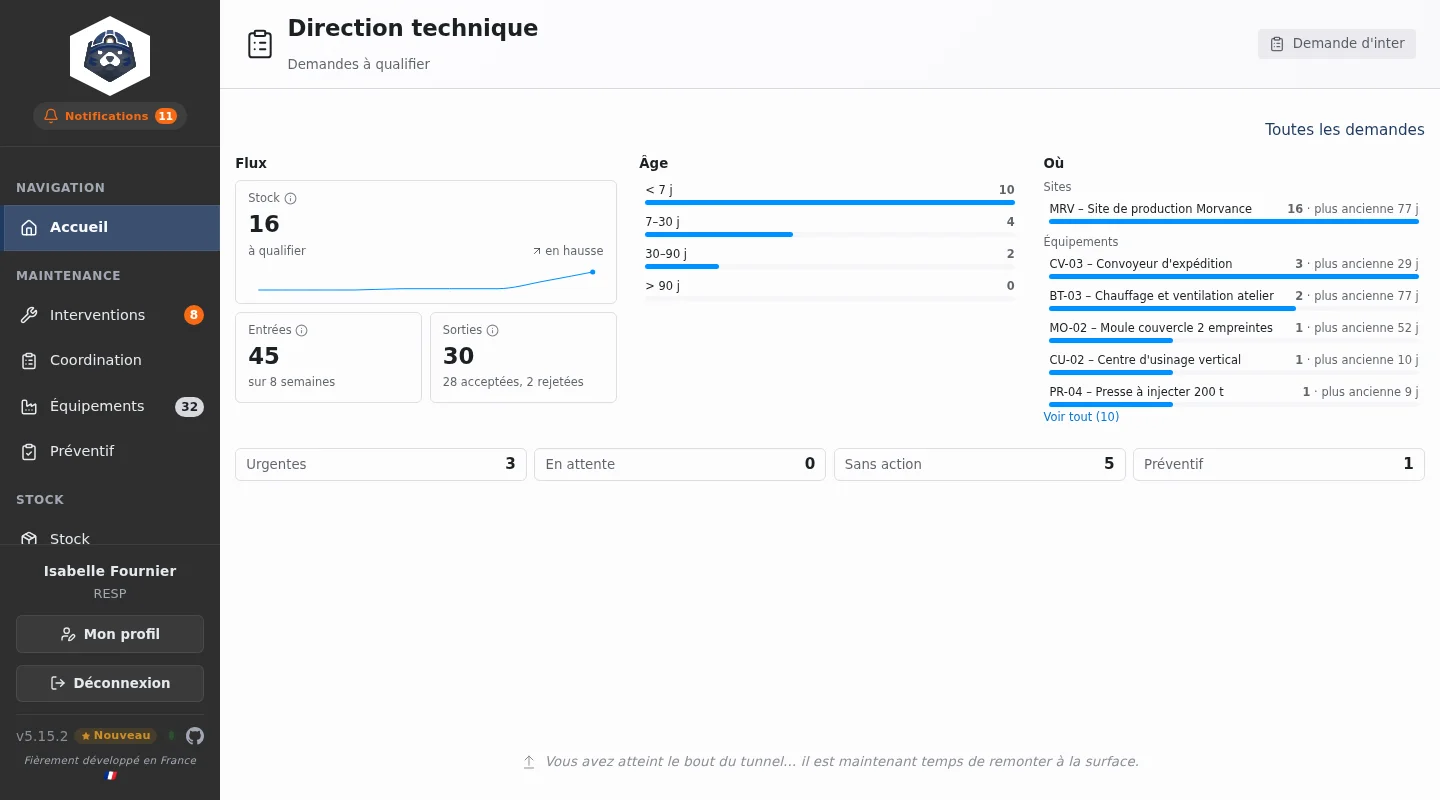 Notifications 11
NAVIGATION
Accueil
MAINTENANCE
Interventions 8
Coordination
Équipements 32
Préventif
STOCK
Stock
Isabelle Fournier
RESP
Mon profil
Déconnexion
v5.15.2 Nouveau
Fièrement développé en France
Direction technique
Demandes à qualifier
Demande d'inter
Toutes les demandes
Flux
Stock
16
à qualifier en hausse
Entrées
45
sur 8 semaines
Sorties
30
28 acceptées, 2 rejetées
Âge
< 7 j 10
7–30 j 4
30–90 j 2
> 90 j 0
Où
Sites
MRV – Site de production Morvance 16 · plus ancienne 77 j
Équipements
CV-03 – Convoyeur d'expédition 3 · plus ancienne 29 j
BT-03 – Chauffage et ventilation atelier 2 · plus ancienne 77 j
MO-02 – Moule couvercle 2 empreintes 1 · plus ancienne 52 j
CU-02 – Centre d'usinage vertical 1 · plus ancienne 10 j
PR-04 – Presse à injecter 200 t 1 · plus ancienne 9 j
Voir tout (10)
Urgentes 3
En attente 0
Sans action 5
Préventif 1
Vous avez atteint le bout du tunnel... il est maintenant temps de remonter à la surface.